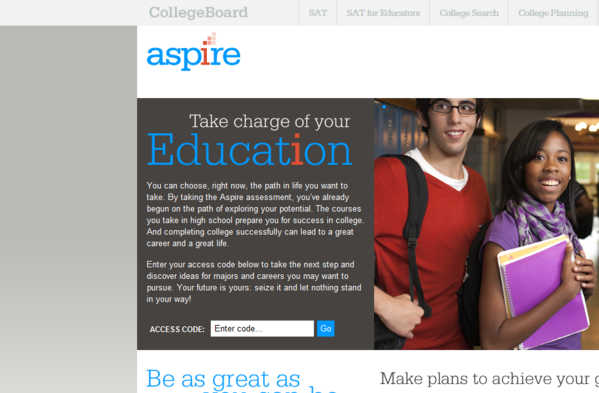 CollegeBoard SAT SAT for Educators College Search College Planning
aspire
Take charge of your
Education
You can choose, right now, the path in life you want to
take. By taking the Aspire assessment, you've already
begun on the path of exploring your potential. The courses
you take in high school prepare you for success in college.
And completing college successfully can lead to a great
career and a great life.
Enter your access code below to take the next step and
discover ideas for majors and careers you may want to
pursue. Your future is yours: seize it and let nothing stand
in your way!
ACCESS CODE: Enter code... Go
Be as great as
you can be
Make plans to achieve your g